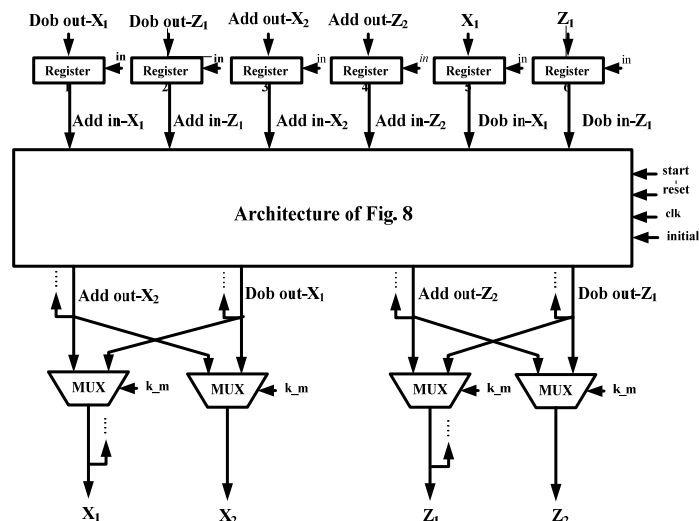 Dob out-X1 Dob out-Z1 Add out-X2 Add out-Z2 X1 Z1
Register 1 in Register 2 in Register 3 in Register 4 in Register 5 in Register 6 in
Add in-X1 Add in-Z1 Add in-X2 Add in-Z2 Dob in-X1 Dob in-Z1
start
reset
Architecture of Fig. 8
clk
initial
Add out-X2 Dob out-X1 Add out-Z2 Dob out-Z1
MUX k_m MUX k_m MUX k_m MUX k_m
X1 X2 Z1 Z2